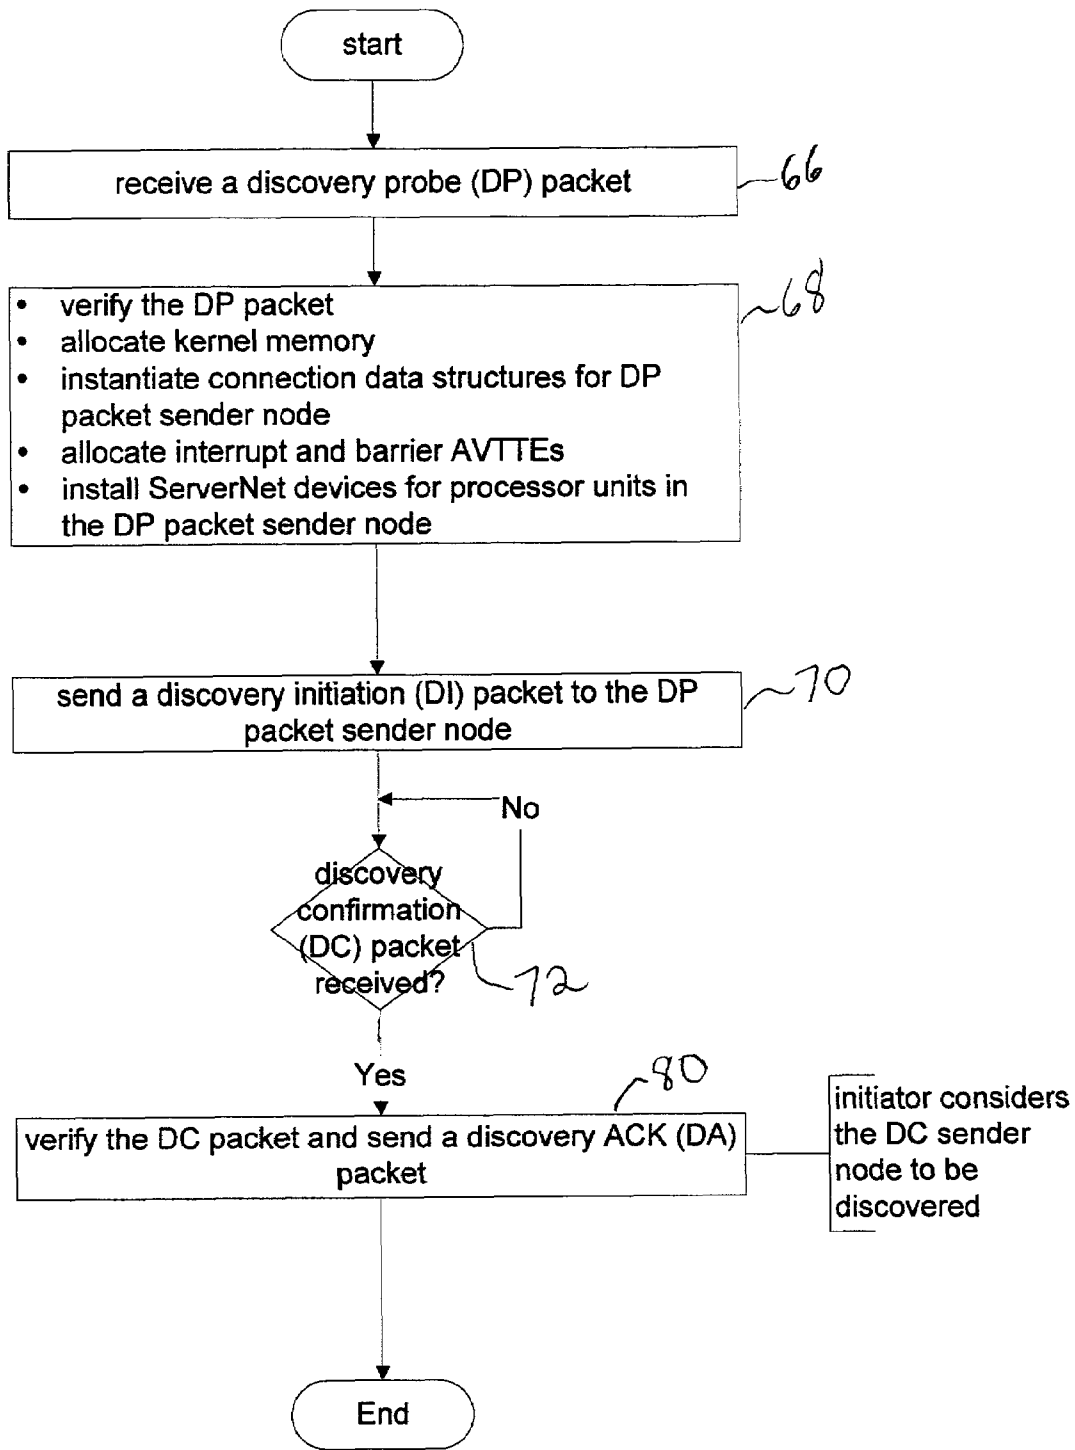 start
receive a discovery probe (DP) packet
66
• verify the DP packet
• allocate kernel memory
• instantiate connection data structures for DP
packet sender node
• allocate interrupt and barrier AVTTEs
• install ServerNet devices for processor units in
the DP packet sender node
68
send a discovery initiation (DI) packet to the DP
packet sender node
70
No
discovery
confirmation
(DC) packet
received?
72
Yes
80
verify the DC packet and send a discovery ACK (DA)
packet
initiator considers
the DC sender
node to be
discovered
End